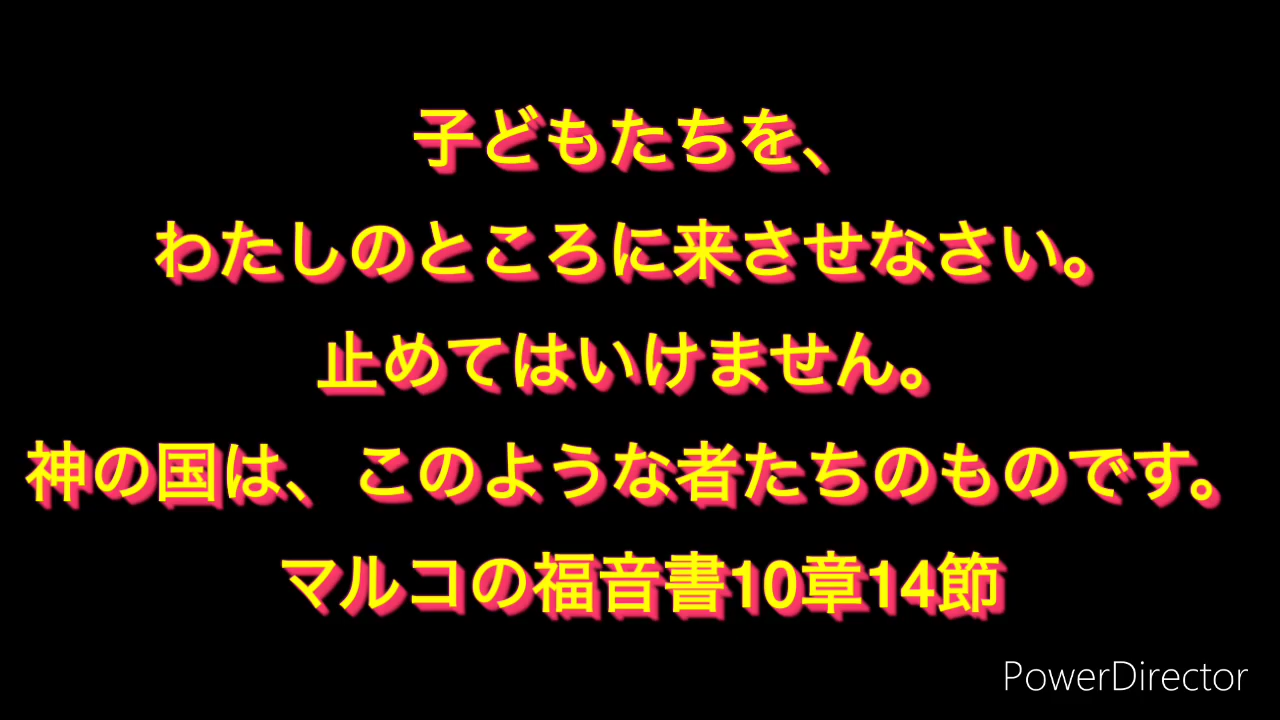 子どもたちを、
わたしのところに来させなさい。
止めてはいけません。
神の国は、このような者たちのものです。
マルコの福音書10章14節
PowerDirector